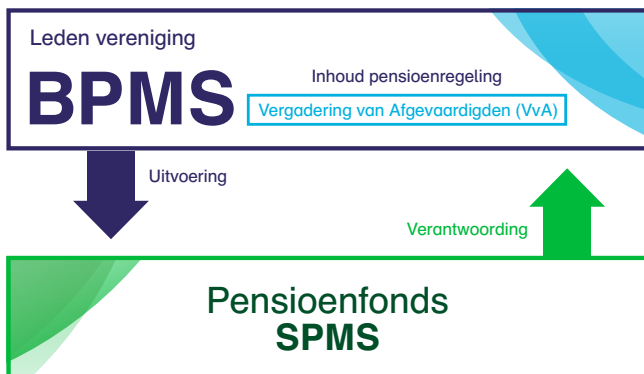 Leden vereniging
BPMS
Inhoud pensioenregeling
Vergadering van Afgevaardigden (VvA)
Uitvoering
Verantwoording
Pensioenfonds
SPMS